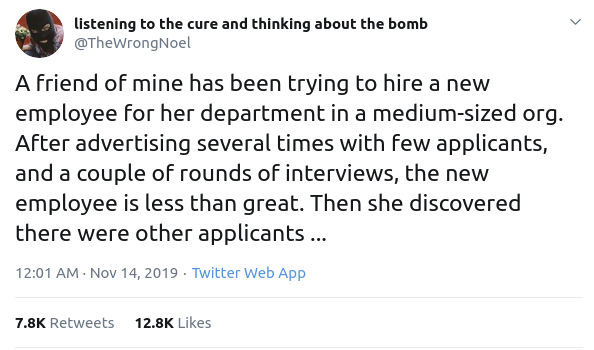 listening to the cure and thinking about the bomb
@TheWrongNoel
A friend of mine has been trying to hire a new
employee for her department in a medium-sized org.
After advertising several times with few applicants,
and a couple of rounds of interviews, the new
employee is less than great. Then she discovered
there were other applicants ...
12:01 AM · Nov 14, 2019 · Twitter Web App
7.8K Retweets 12.8K Likes